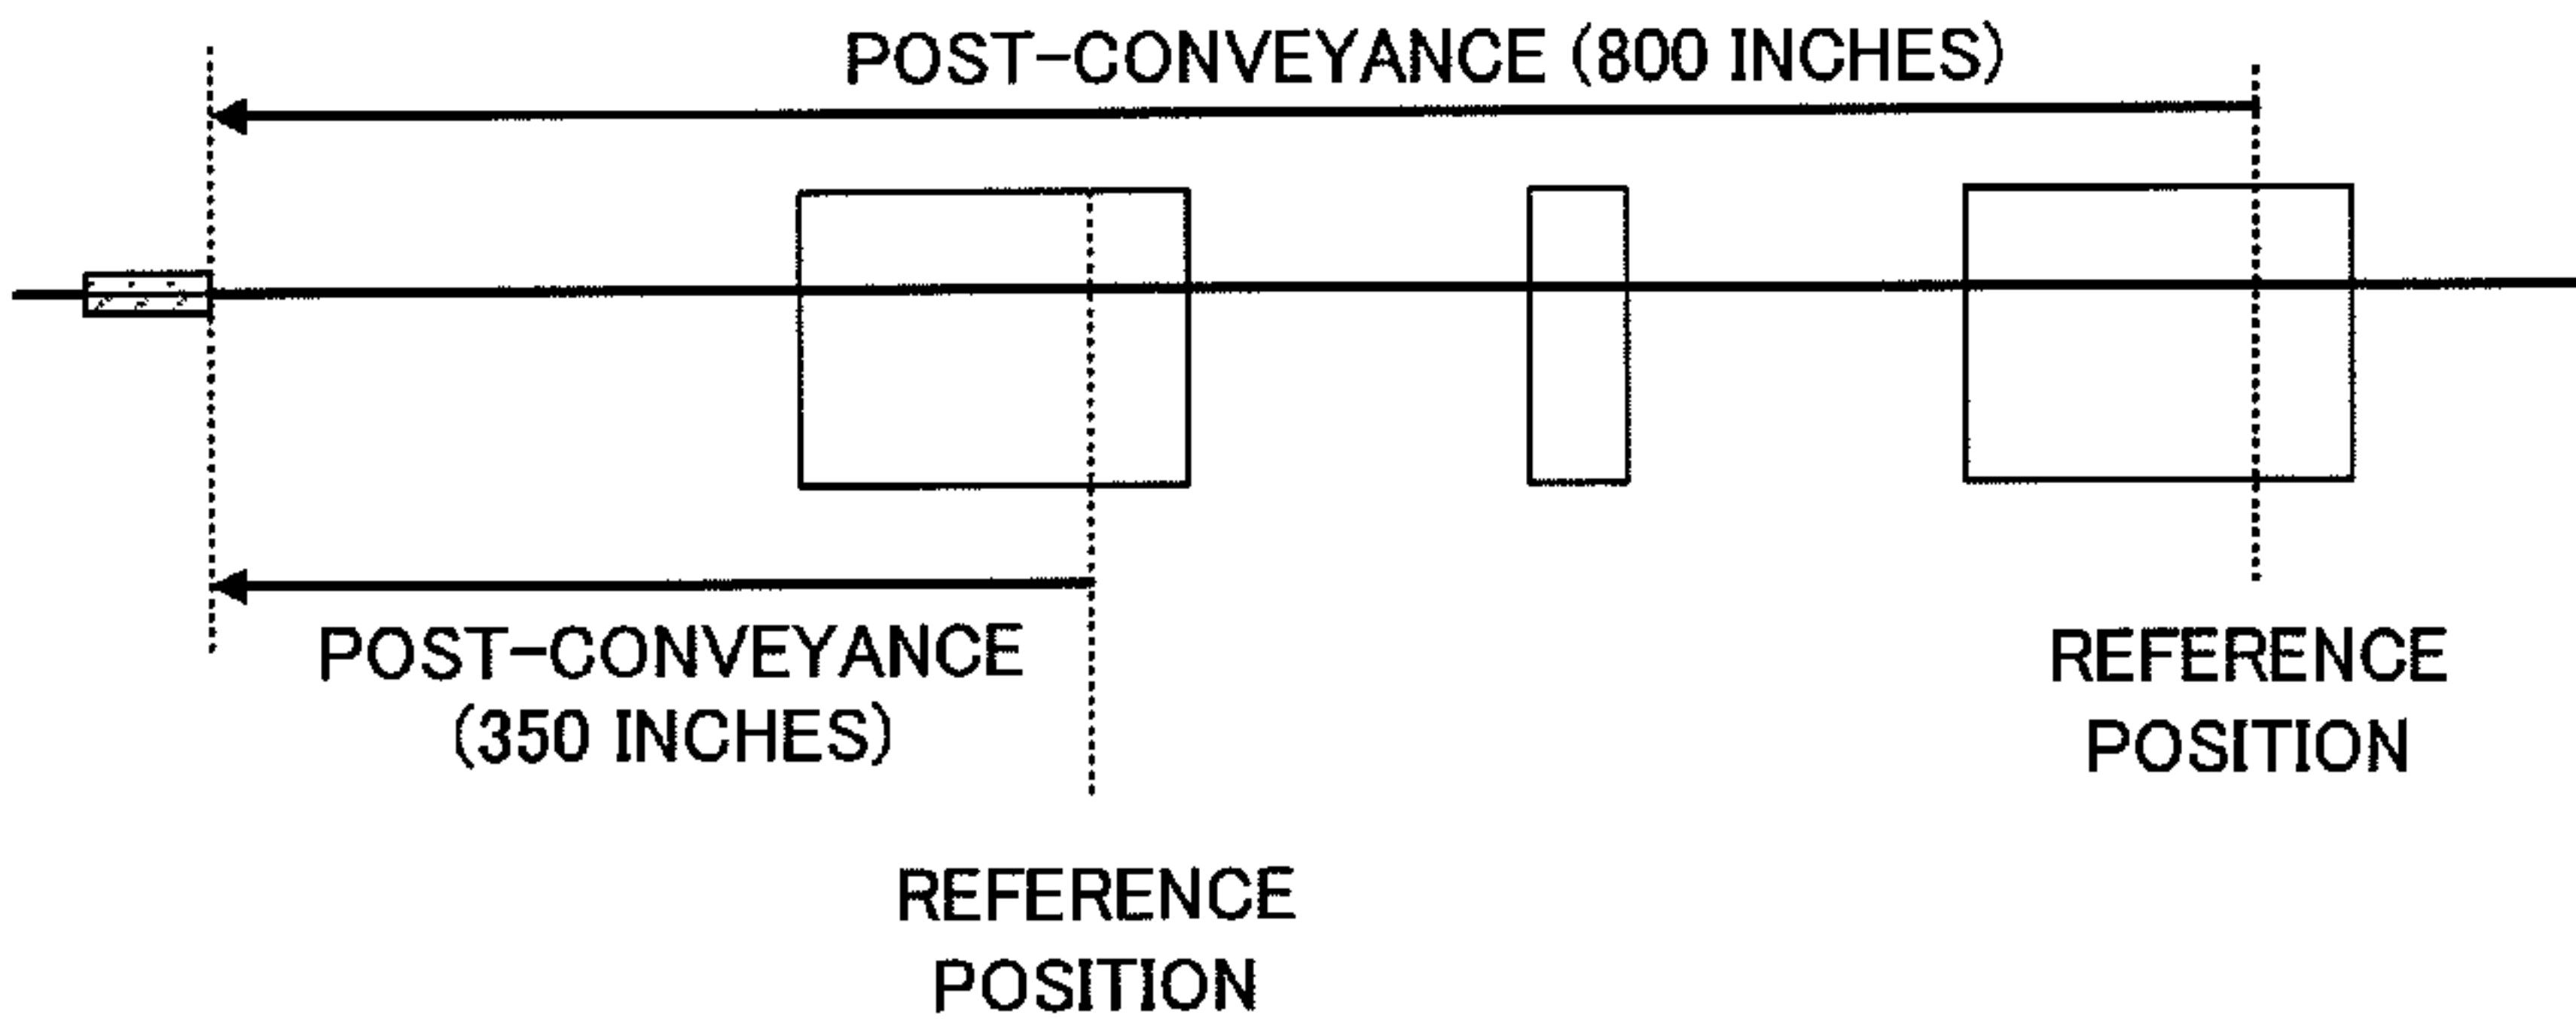 POST-CONVEYANCE (800 INCHES)
POST-CONVEYANCE
(350 INCHES)
REFERENCE
POSITION
REFERENCE
POSITION